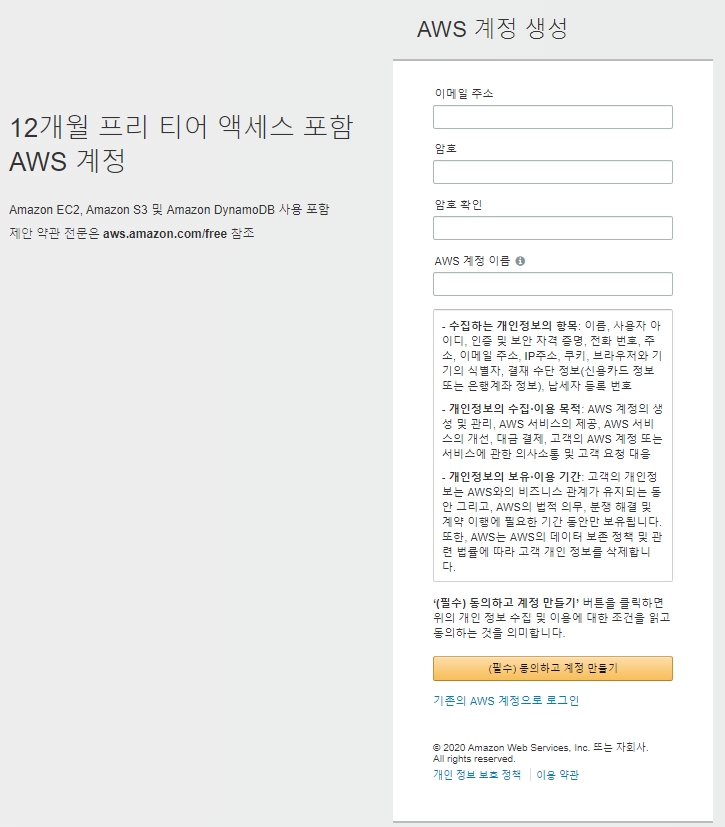 AWS 계정 생성
12개월 프리 티어 액세스 포함
AWS 계정
Amazon EC2, Amazon S3 및 Amazon DynamoDB 사용 포함
제안 약관 전문은 aws.amazon.com/free 참조
이메일 주소
암호
암호 확인
AWS 계정 이름
- 수집하는 개인정보의 항목: 이름, 사용자 아
이디, 인증 및 보안 자격 증명, 전화 번호, 주
소, 이메일 주소, IP주소, 쿠키, 브라우저와 기
기의 식별자, 결재 수단 정보(신용카드 정보
또는 은행계좌 정보), 납세자 등록 번호
- 개인정보의 수집·이용 목적: AWS 계정의 생
성 및 관리, AWS 서비스의 제공, AWS 서비
스의 개선, 대금 결제, 고객의 AWS 계정 또는
서비스에 관한 의사소통 및 고객 요청 대응
- 개인정보의 보유·이용 기간: 고객의 개인정
보는 AWS와의 비즈니스 관계가 유지되는 동
안 그리고, AWS의 법적 의무, 분쟁 해결 및
계약 이행에 필요한 기간 동안만 보유됩니다.
또한, AWS는 AWS의 데이터 보존 정책 및 관
련 법률에 따라 고객 개인 정보를 삭제합니
다.
‘(필수) 동의하고 계정 만들기’ 버튼을 클릭하면
위의 개인 정보 수집 및 이용에 대한 조건을 읽고
동의하는 것을 의미합니다.
(필수) 동의하고 계정 만들기
기존의 AWS 계정으로 로그인
© 2020 Amazon Web Services, Inc. 또는 자회사.
All rights reserved.
개인 정보 보호 정책 | 이용 약관